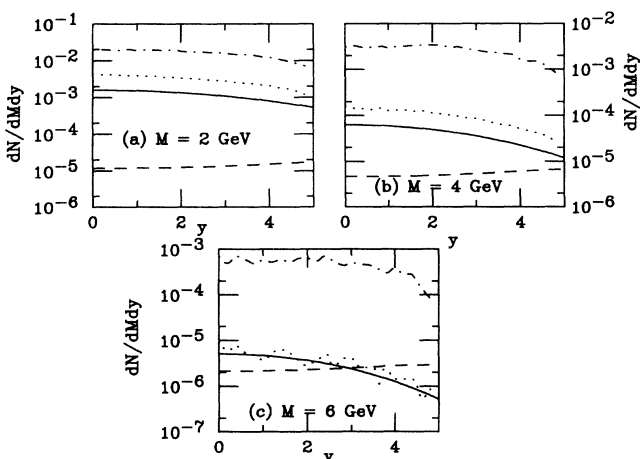 10⁻¹
10⁻²
10⁻³
10⁻⁴
10⁻⁵
10⁻⁶
dN/dMdy
(a) M = 2 GeV
0 2 4
y
10⁻²
10⁻³
10⁻⁴
10⁻⁵
10⁻⁶
dN/dMdy
(b) M = 4 GeV
0 2 4
y
10⁻³
10⁻⁴
10⁻⁵
10⁻⁶
10⁻⁷
dN/dMdy
(c) M = 6 GeV
0 2 4
y